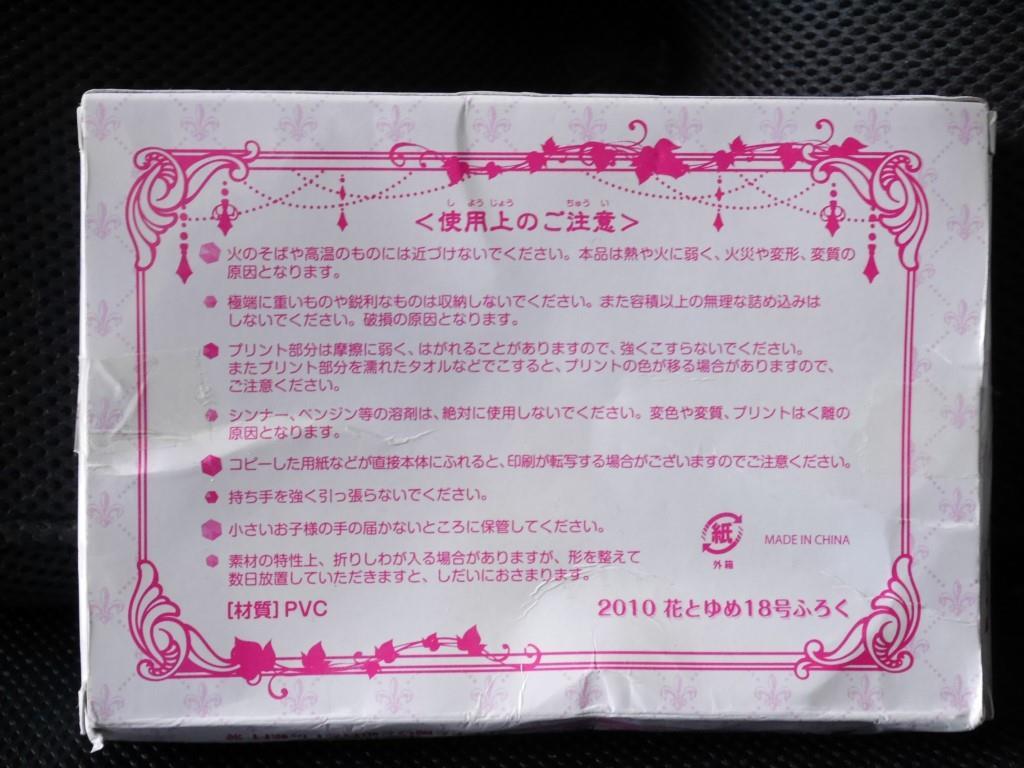 <使用上のご注意>
しようじょう ちゅうい
火のそばや高温のものには近づけないでください。本品は熱や火に弱く、火災や変形、変質の
原因となります。
極端に重いものや鋭利なものは収納しないでください。また容積以上の無理な詰め込みは
しないでください。破損の原因となります。
プリント部分は摩擦に弱く、はがれることがありますので、強くこすらないでください。
またプリント部分を濡れたタオルなどでこすると、プリントの色が移る場合がありますので、
ご注意ください。
シンナー、ベンジン等の溶剤は、絶対に使用しないでください。変色や変質、プリントはく離の
原因となります。
コピーした用紙などが直接本体にふれると、印刷が転写する場合がございますのでご注意ください。
持ち手を強く引っ張らないでください。
小さいお子様の手の届かないところに保管してください。
素材の特性上、折りしわが入る場合がありますが、形を整えて
数日放置していただきますと、しだいにおさまります。
紙
外箱
MADE IN CHINA
[材質] PVC
2010 花とゆめ18号ふろく